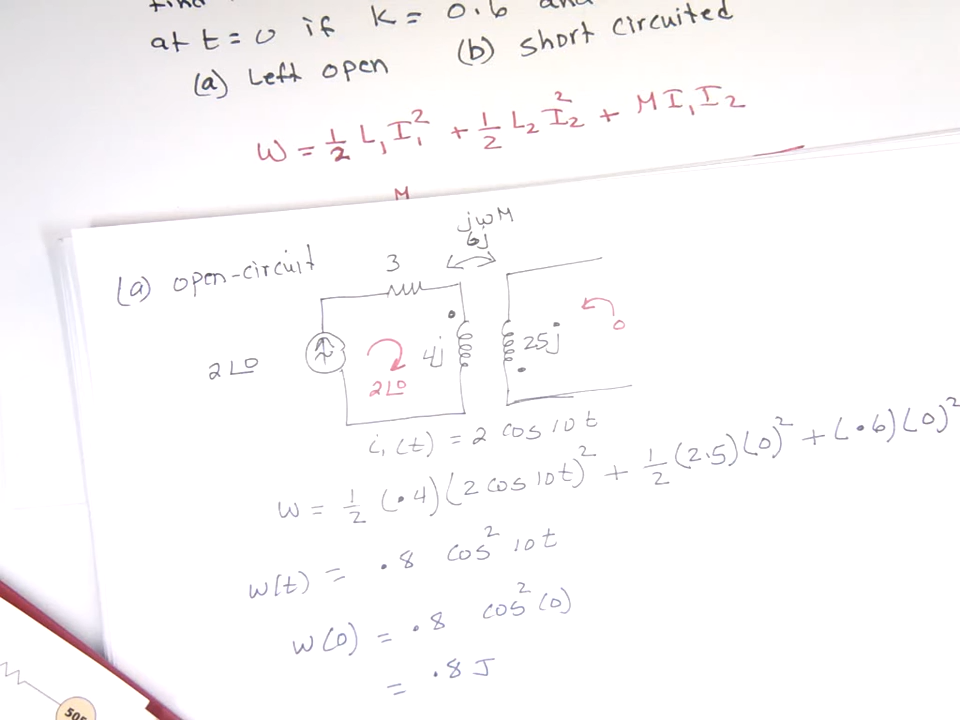 find
at t = 0 if K = 0.6 and
(a) Left open (b) short circuited
W = 1/2 L₁I₁² + 1/2 L₂I₂² + MI₁I₂
M
jωM
(a) open-circuit 3 6j
2∠0 2∠0 4j 25j 0
i₁(t) = 2 cos 10t
W = 1/2 (.4)(2 cos 10t)² + 1/2 (2.5)(0)² + (.6)(0)²
W(t) = .8 cos² 10t
W(0) = .8 cos² (0)
= .8 J